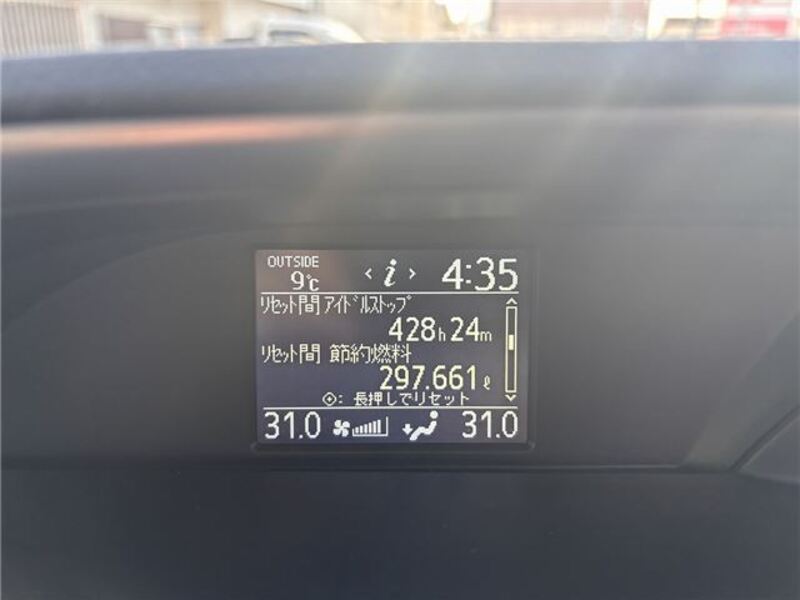 OUTSIDE
9℃ < i > 4:35
リセット間 アイドルストップ
428h24m
リセット間 節約燃料
297.661ℓ
: 長押しでリセット
31.0 31.0